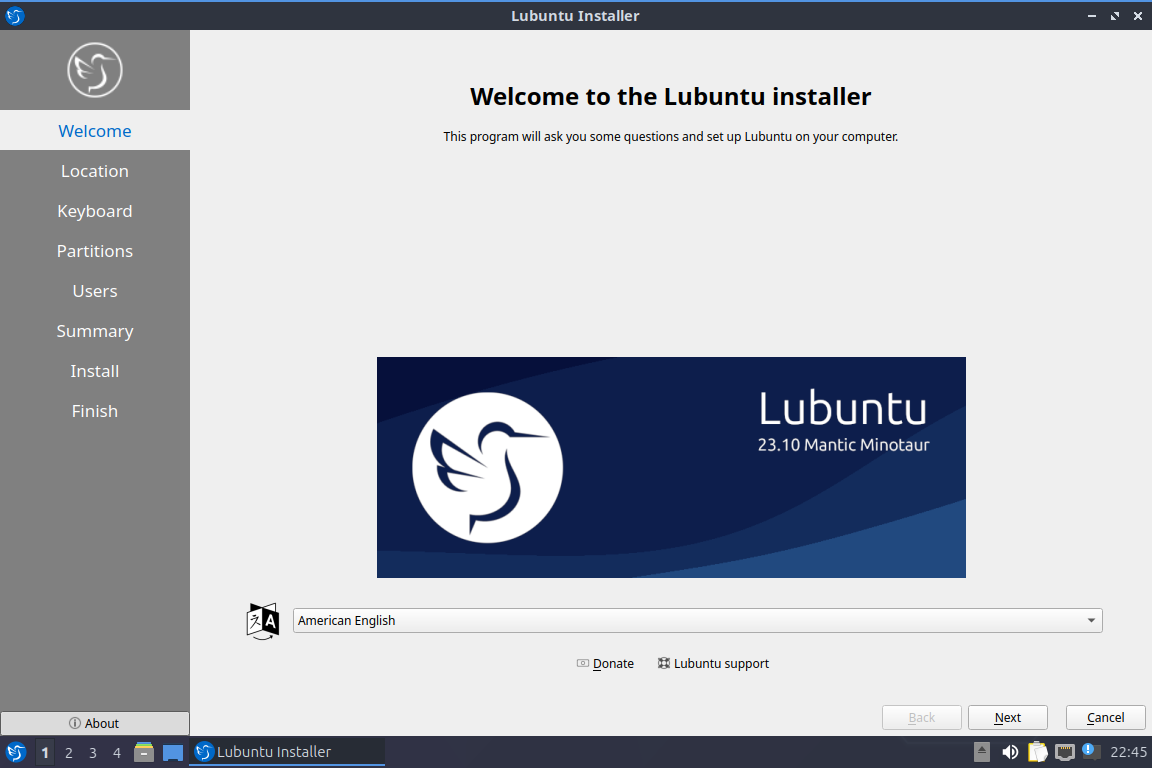 Lubuntu Installer
Welcome
Location
Keyboard
Partitions
Users
Summary
Install
Finish
About
Welcome to the Lubuntu installer
This program will ask you some questions and set up Lubuntu on your computer.
Lubuntu
23.10 Mantic Minotaur
American English
Donate Lubuntu support
Back Next Cancel
1 2 3 4 Lubuntu Installer 22:45